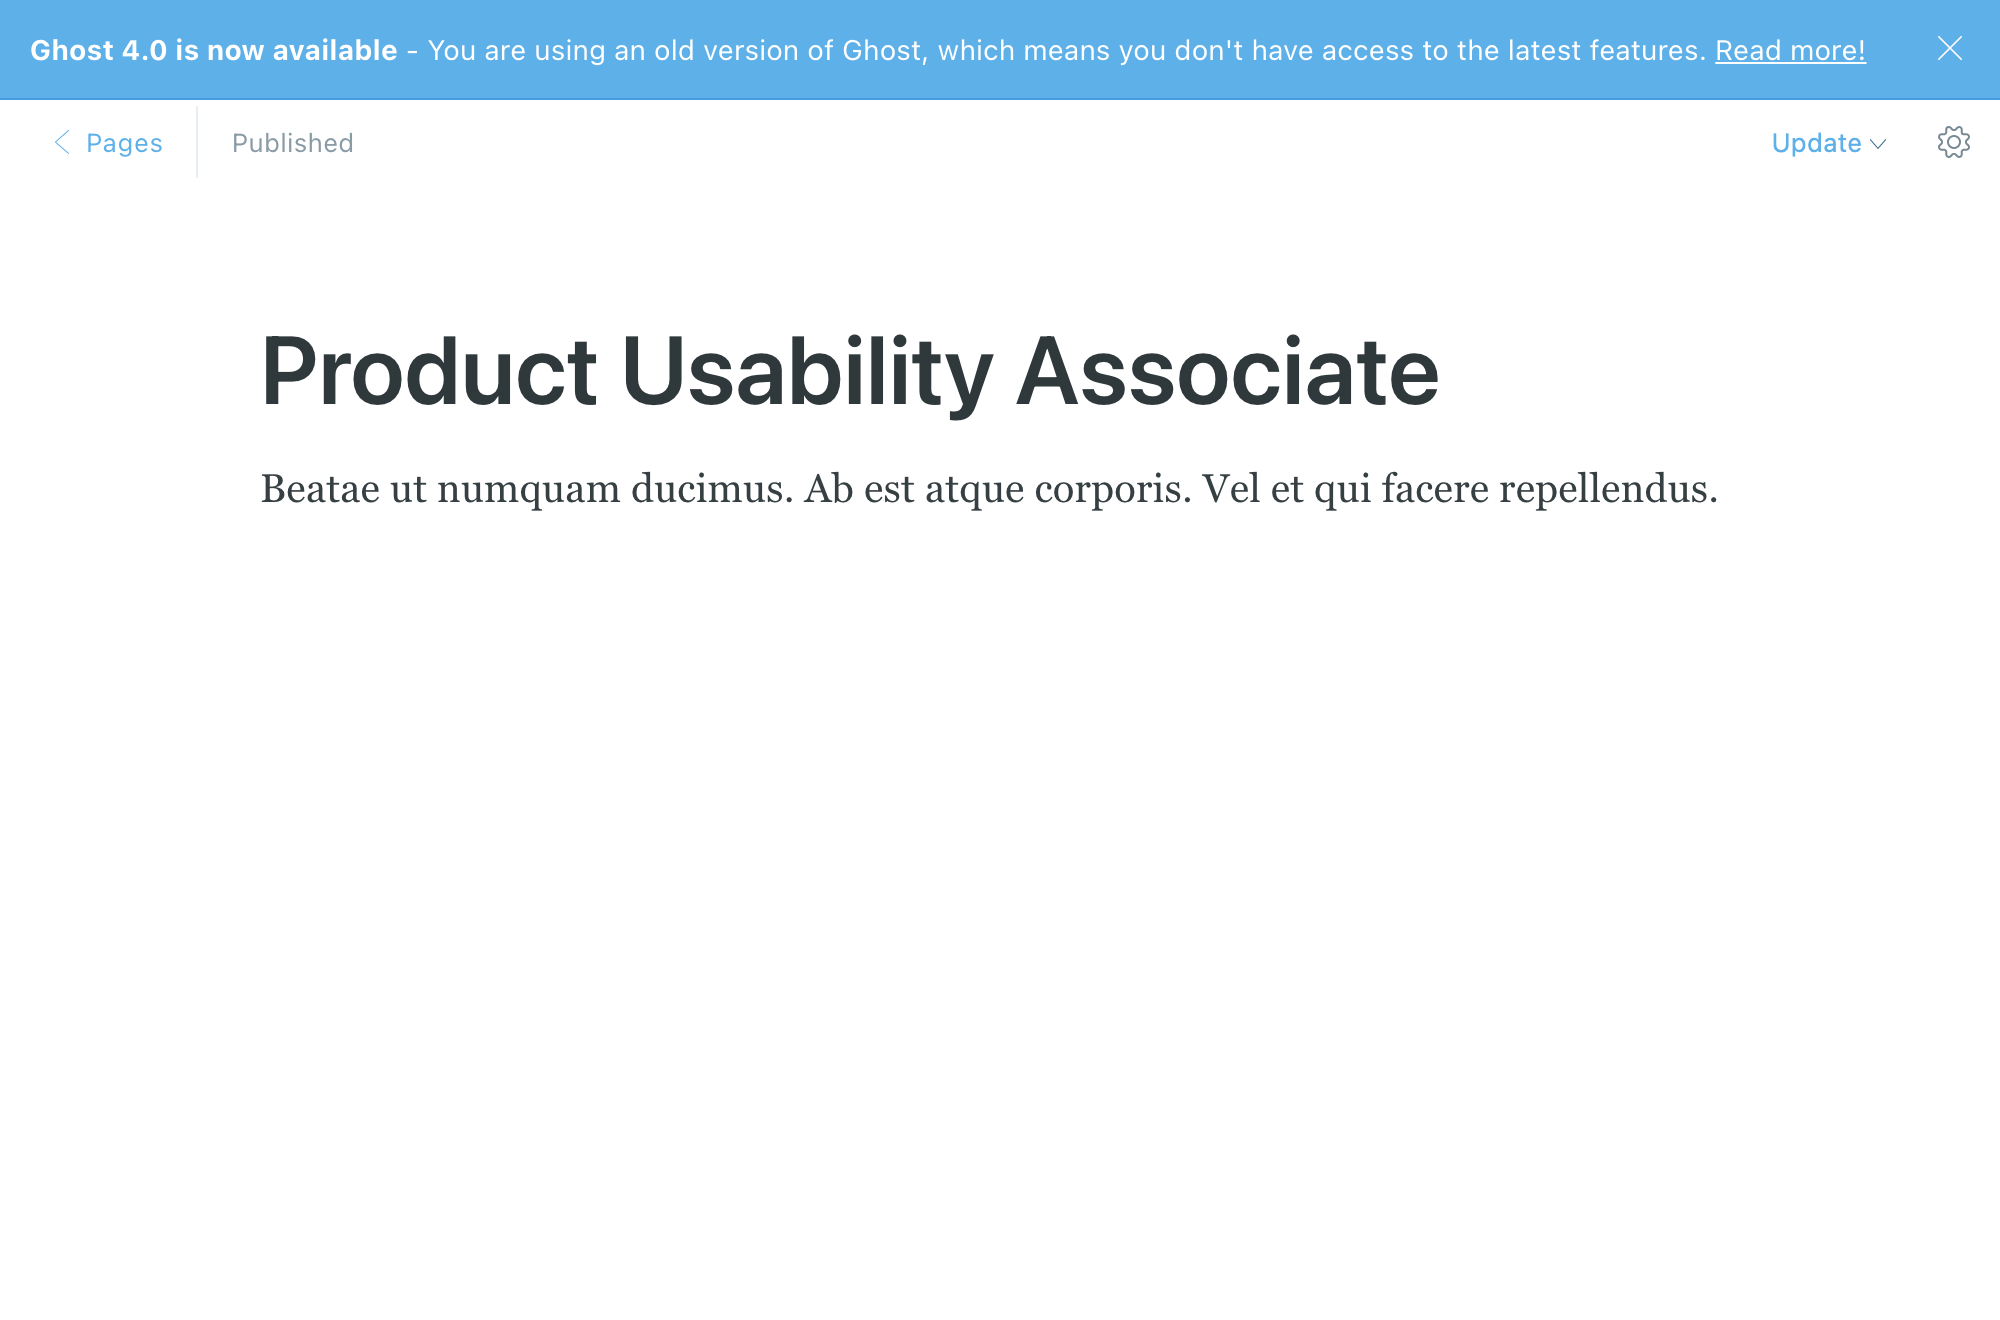 Ghost 4.0 is now available - You are using an old version of Ghost, which means you don't have access to the latest features. Read more!
Pages
Published
Update
Product Usability Associate
Beatae ut numquam ducimus. Ab est atque corporis. Vel et qui facere repellendus.